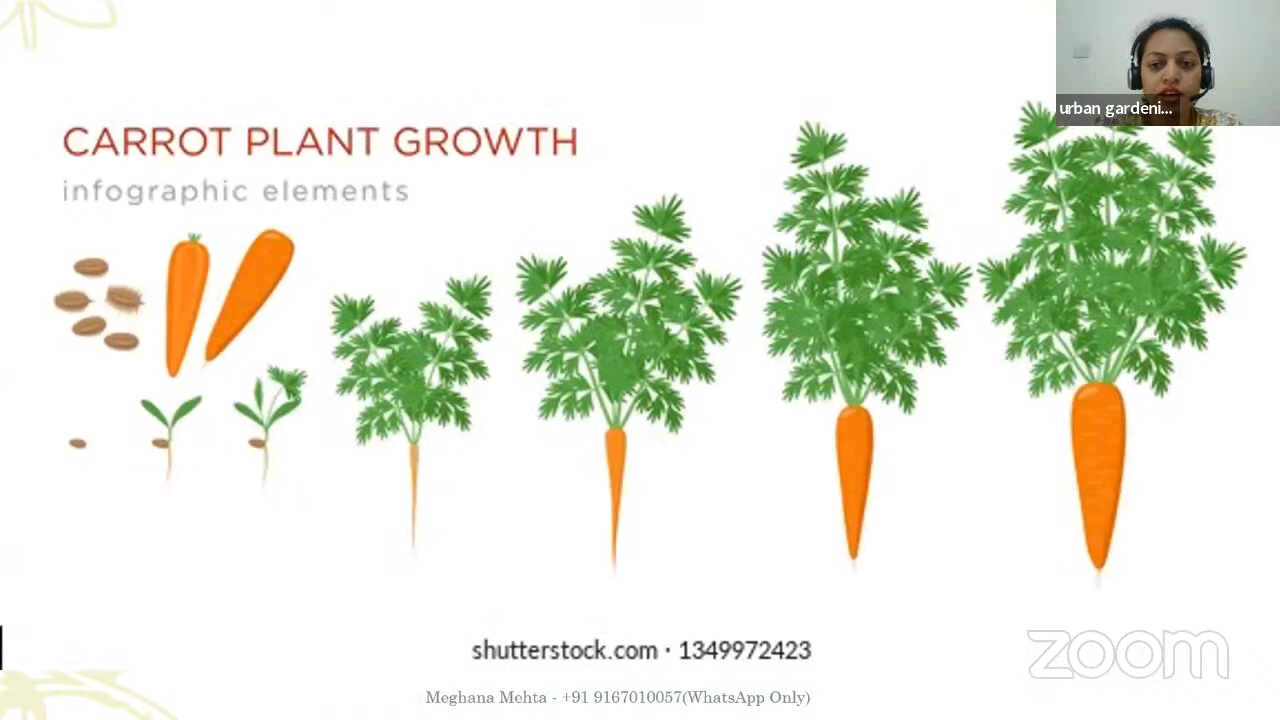 urban gardeni...
CARROT PLANT GROWTH
infographic elements
shutterstock.com · 1349972423
zoom
Meghana Mehta - +91 9167010057(WhatsApp Only)